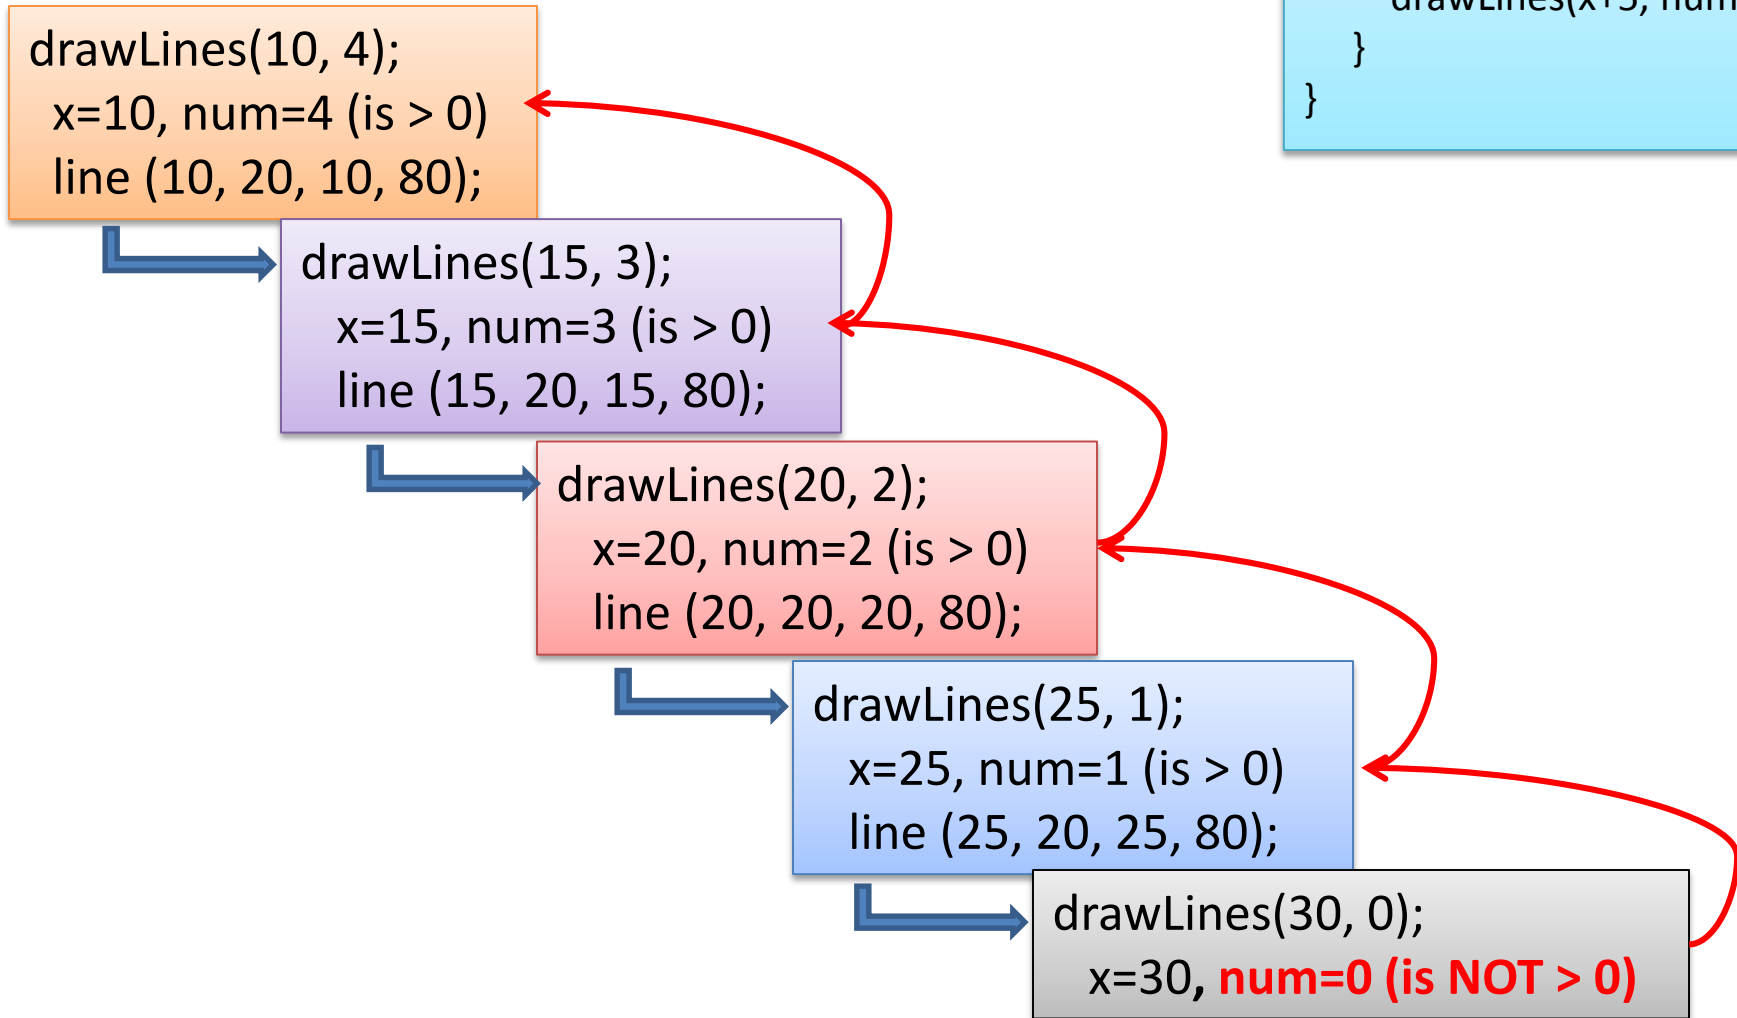 drawLines(x+5, num
}
}
drawLines(10, 4);
x=10, num=4 (is > 0)
line (10, 20, 10, 80);
drawLines(15, 3);
x=15, num=3 (is > 0)
line (15, 20, 15, 80);
drawLines(20, 2);
x=20, num=2 (is > 0)
line (20, 20, 20, 80);
drawLines(25, 1);
x=25, num=1 (is > 0)
line (25, 20, 25, 80);
drawLines(30, 0);
x=30, num=0 (is NOT > 0)